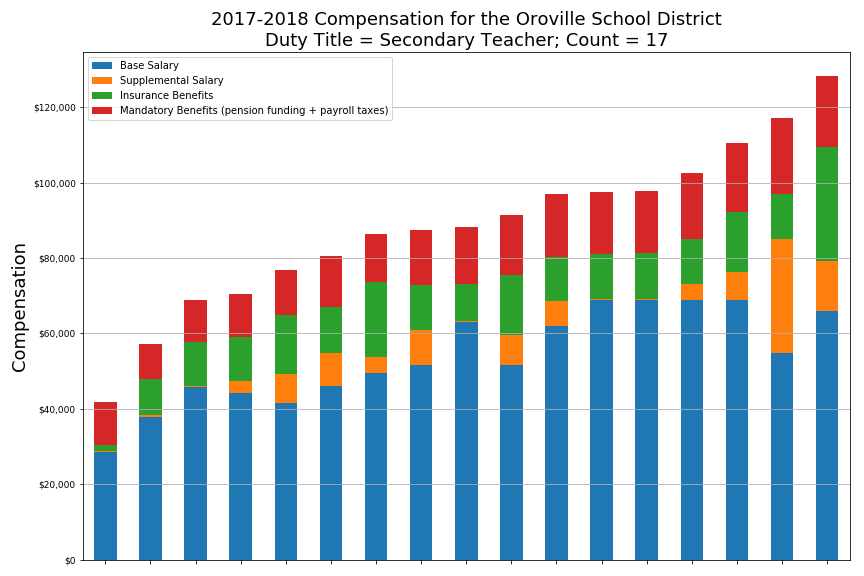 2017-2018 Compensation for the Oroville School District
Duty Title = Secondary Teacher; Count = 17
Base Salary
Supplemental Salary
Insurance Benefits
Mandatory Benefits (pension funding + payroll taxes)
$120,000
$100,000
$80,000
$60,000
$40,000
$20,000
$0
Compensation